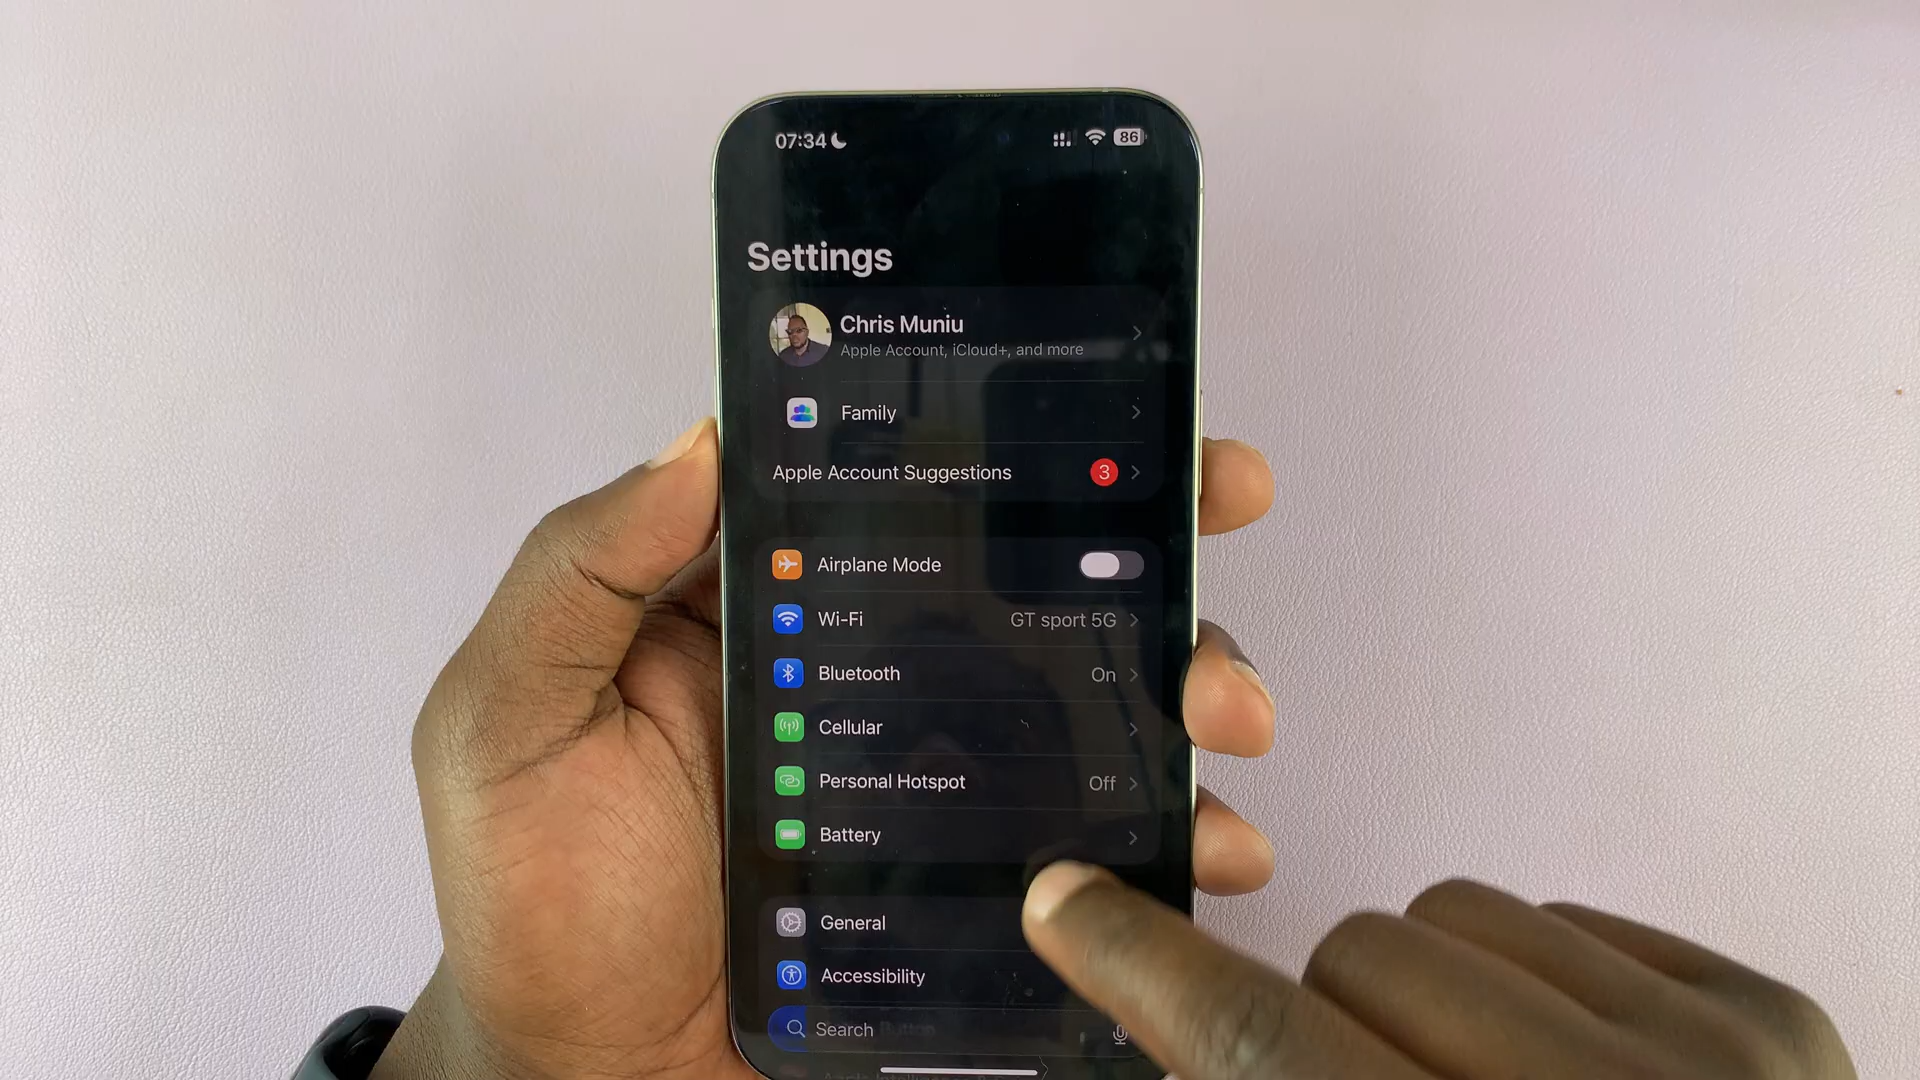 07:34
86
Settings
Chris Muniu
Apple Account, iCloud+, and more
Family
Apple Account Suggestions 3
Airplane Mode
Wi-Fi GT sport 5G
Bluetooth On
Cellular
Personal Hotspot Off
Battery
General
Accessibility
Search Button